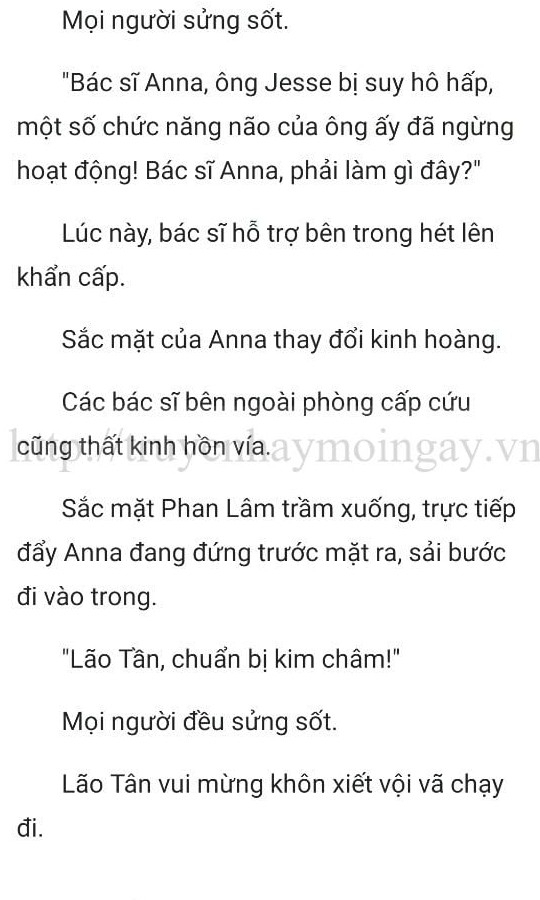 Mọi người sửng sốt.
"Bác sĩ Anna, ông Jesse bị suy hô hấp,
một số chức năng não của ông ấy đã ngừng
hoạt động! Bác sĩ Anna, phải làm gì đây?"
Lúc này, bác sĩ hỗ trợ bên trong hét lên
khẩn cấp.
Sắc mặt của Anna thay đổi kinh hoàng.
Các bác sĩ bên ngoài phòng cấp cứu
cũng thất kinh hồn vía.
http://truyenhaymoingay.vn
Sắc mặt Phan Lâm trầm xuống, trực tiếp
đẩy Anna đang đứng trước mặt ra, sải bước
đi vào trong.
"Lão Tần, chuẩn bị kim châm!"
Mọi người đều sửng sốt.
Lão Tân vui mừng khôn xiết vội vã chạy
đi.